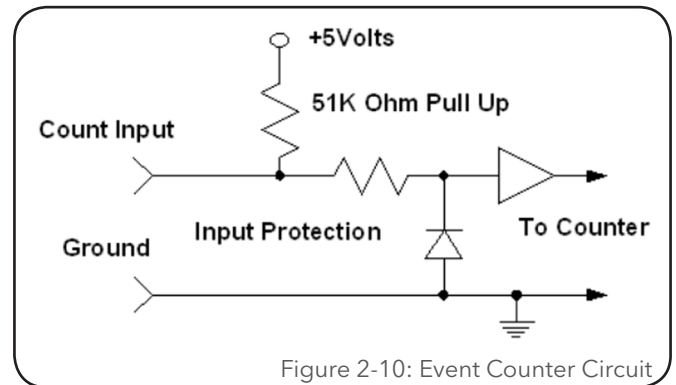 +5Volts
51K Ohm Pull Up
Count Input
Input Protection
To Counter
Ground
Figure 2-10: Event Counter Circuit